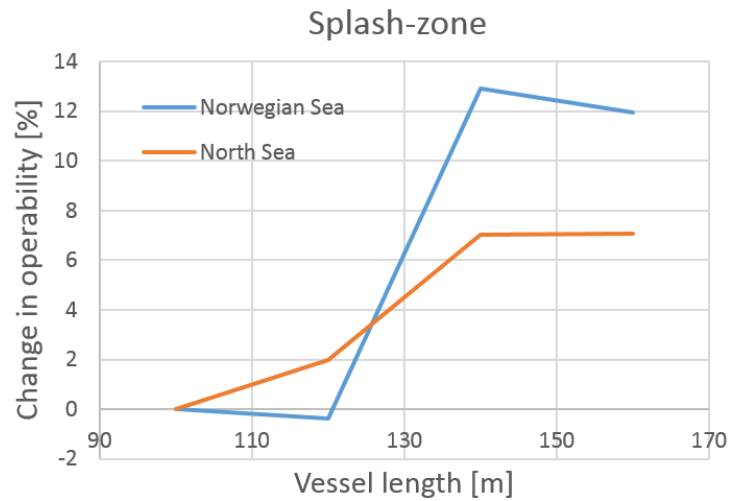 Splash-zone
Change in operability [%]
14
12
10
8
6
4
2
0
-2
Norwegian Sea
North Sea
90
110
130
150
170
Vessel length [m]